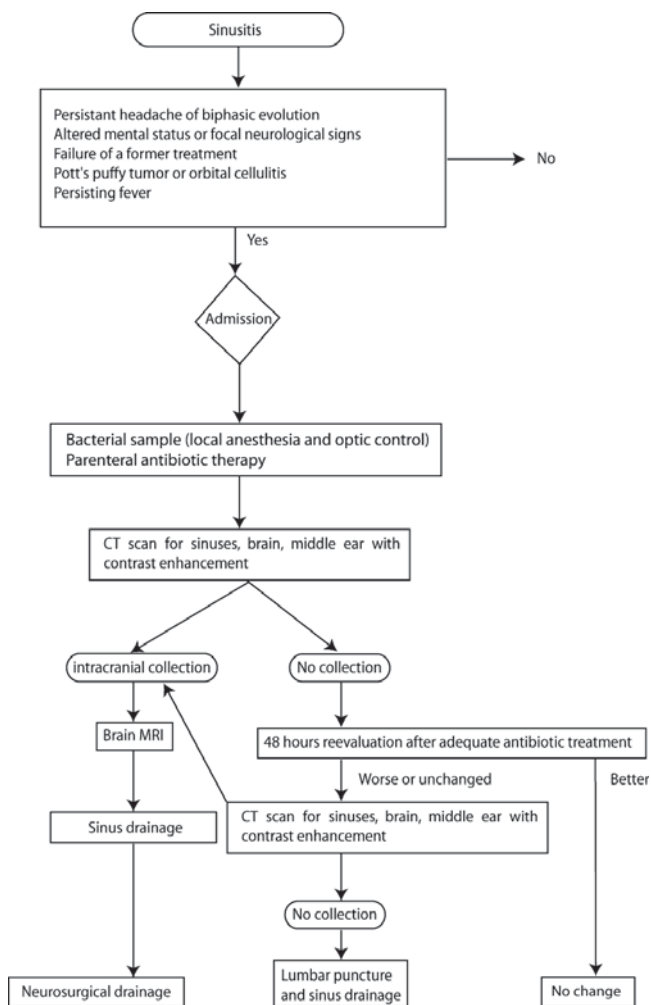 Sinusitis
Persistant headache of biphasic evolution
Altered mental status or focal neurological signs
Failure of a former treatment
Pott's puffy tumor or orbital cellulitis
Persisting fever
No
Yes
Admission
Bacterial sample (local anesthesia and optic control)
Parenteral antibiotic therapy
CT scan for sinuses, brain, middle ear with
contrast enhancement
intracranial collection
No collection
Brain MRI
48 hours reevaluation after adequate antibiotic treatment
Worse or unchanged
Better
Sinus drainage
CT scan for sinuses, brain, middle ear with
contrast enhancement
No collection
Neurosurgical drainage
Lumbar puncture
and sinus drainage
No change